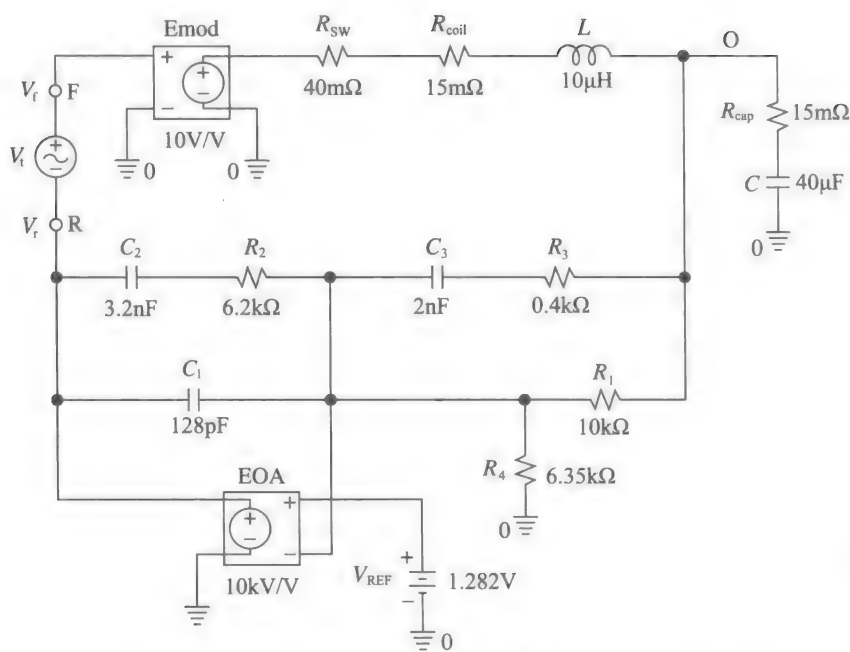 Emod
R_SW
R_coil
L
O
40mΩ
15mΩ
10μH
V_f
F
+
+
−
−
10V/V
0
0
R_cap
15mΩ
V_t
+
−
C
40μF
0
V_r
R
C_2
R_2
C_3
R_3
3.2nF
6.2kΩ
2nF
0.4kΩ
C_1
R_1
128pF
10kΩ
R_4
6.35kΩ
0
EOA
+
+
−
−
10kV/V
V_REF
+
−
1.282V
0